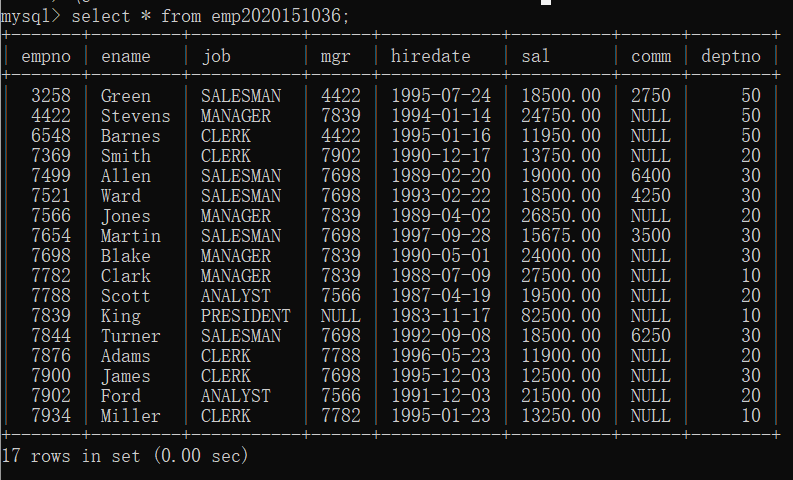 mysql> select * from emp2020151036;
+-------+---------+-----------+------+------------+----------+------+--------+
| empno | ename   | job       | mgr  | hiredate   | sal      | comm | deptno |
+-------+---------+-----------+------+------------+----------+------+--------+
|  3258 | Green   | SALESMAN  | 4422 | 1995-07-24 | 18500.00 | 2750 |     50 |
|  4422 | Stevens | MANAGER   | 7839 | 1994-01-14 | 24750.00 | NULL |     50 |
|  6548 | Barnes  | CLERK     | 4422 | 1995-01-16 | 11950.00 | NULL |     50 |
|  7369 | Smith   | CLERK     | 7902 | 1990-12-17 | 13750.00 | NULL |     20 |
|  7499 | Allen   | SALESMAN  | 7698 | 1989-02-20 | 19000.00 | 6400 |     30 |
|  7521 | Ward    | SALESMAN  | 7698 | 1993-02-22 | 18500.00 | 4250 |     30 |
|  7566 | Jones   | MANAGER   | 7839 | 1989-04-02 | 26850.00 | NULL |     20 |
|  7654 | Martin  | SALESMAN  | 7698 | 1997-09-28 | 15675.00 | 3500 |     30 |
|  7698 | Blake   | MANAGER   | 7839 | 1990-05-01 | 24000.00 | NULL |     30 |
|  7782 | Clark   | MANAGER   | 7839 | 1988-07-09 | 27500.00 | NULL |     10 |
|  7788 | Scott   | ANALYST   | 7566 | 1987-04-19 | 19500.00 | NULL |     20 |
|  7839 | King    | PRESIDENT | NULL | 1983-11-17 | 82500.00 | NULL |     10 |
|  7844 | Turner  | SALESMAN  | 7698 | 1992-09-08 | 18500.00 | 6250 |     30 |
|  7876 | Adams   | CLERK     | 7788 | 1996-05-23 | 11900.00 | NULL |     20 |
|  7900 | James   | CLERK     | 7698 | 1995-12-03 | 12500.00 | NULL |     30 |
|  7902 | Ford    | ANALYST   | 7566 | 1991-12-03 | 21500.00 | NULL |     20 |
|  7934 | Miller  | CLERK     | 7782 | 1995-01-23 | 13250.00 | NULL |     10 |
+-------+---------+-----------+------+------------+----------+------+--------+
17 rows in set (0.00 sec)